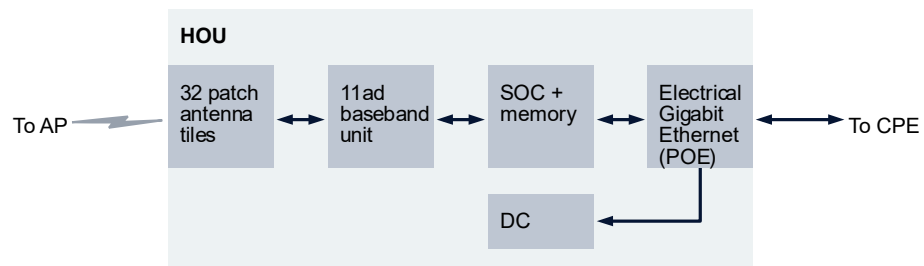 HOU
To AP
32 patch
antenna
tiles
11ad
baseband
unit
SOC +
memory
Electrical
Gigabit
Ethernet
(POE)
To CPE
DC